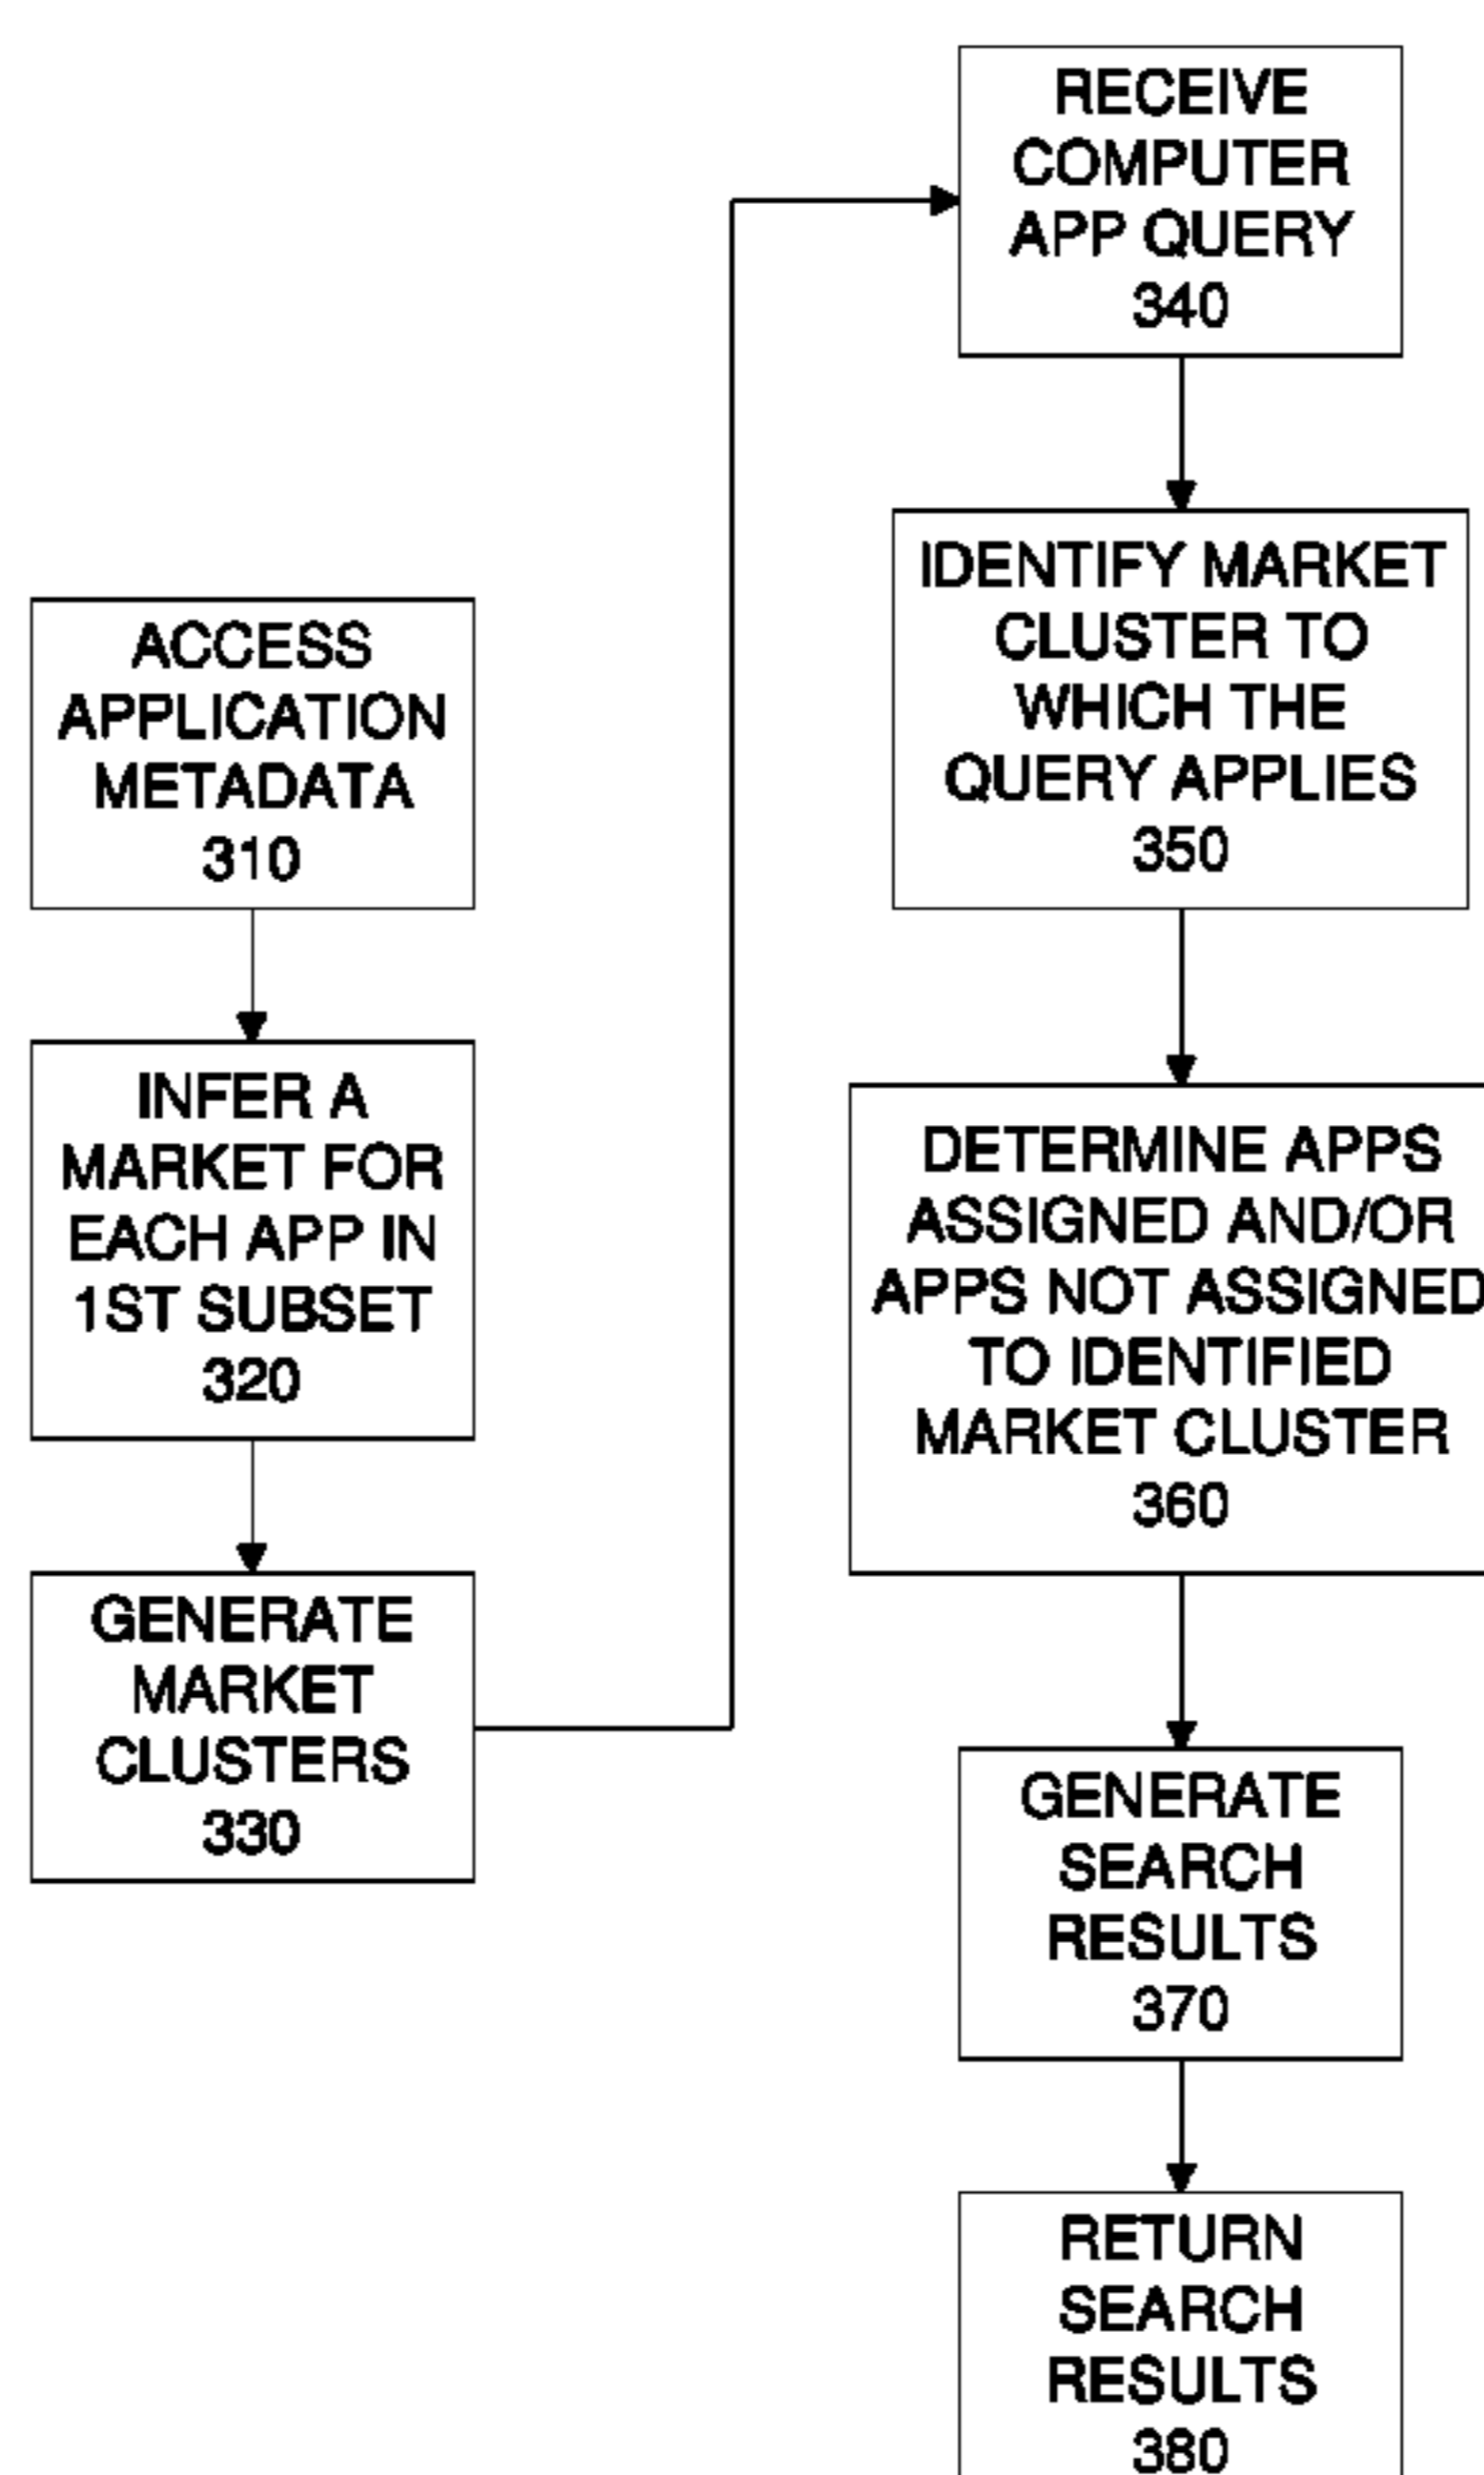 ACCESS
APPLICATION
METADATA
310
INFER A
MARKET FOR
EACH APP IN
1ST SUBSET
320
GENERATE
MARKET
CLUSTERS
330
RECEIVE
COMPUTER
APP QUERY
340
IDENTIFY MARKET
CLUSTER TO
WHICH THE
QUERY APPLIES
350
DETERMINE APPS
ASSIGNED AND/OR
APPS NOT ASSIGNED
TO IDENTIFIED
MARKET CLUSTER
360
GENERATE
SEARCH
RESULTS
370
RETURN
SEARCH
RESULTS
380